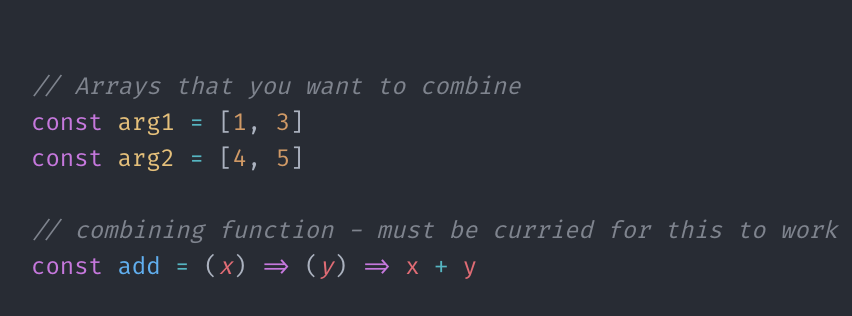 // Arrays that you want to combine
const arg1 = [1, 3]
const arg2 = [4, 5]
// combining function - must be curried for this to work
const add = (x) => (y) => x + y